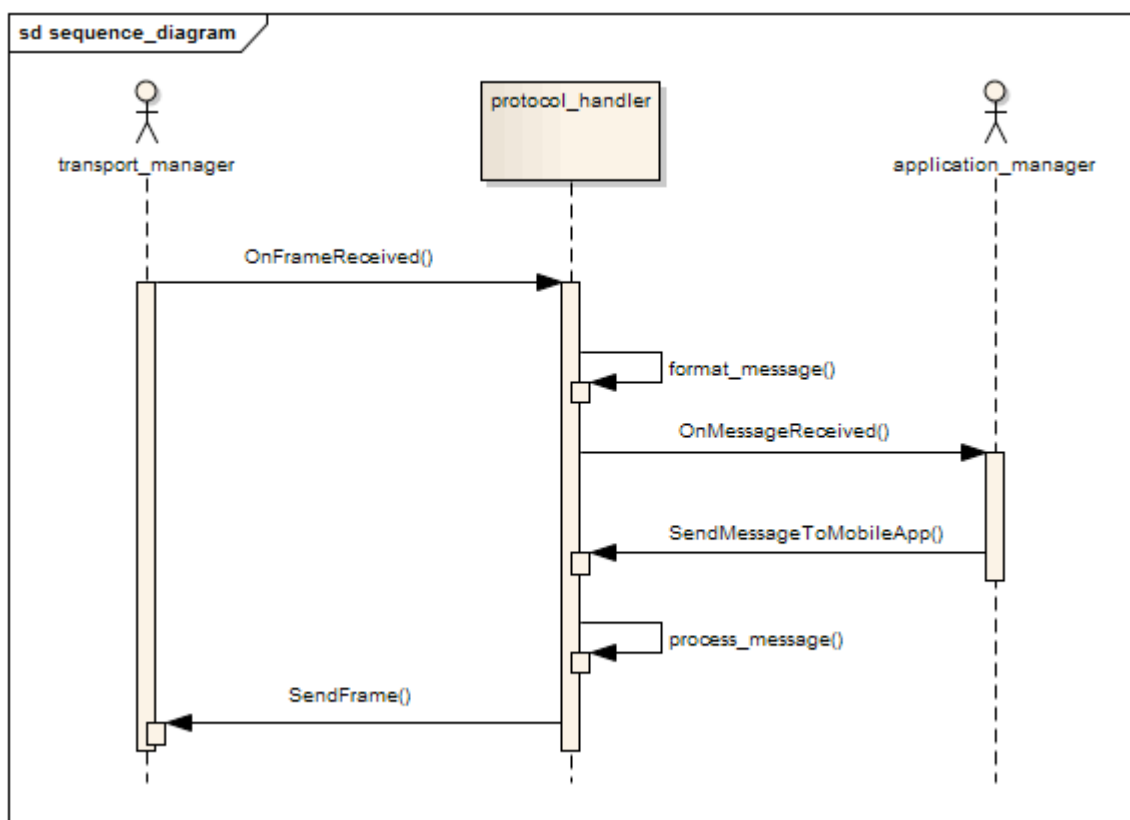 sd sequence_diagram
transport_manager
protocol_handler
application_manager
OnFrameReceived()
format_message()
OnMessageReceived()
SendMessageToMobileApp()
process_message()
SendFrame()